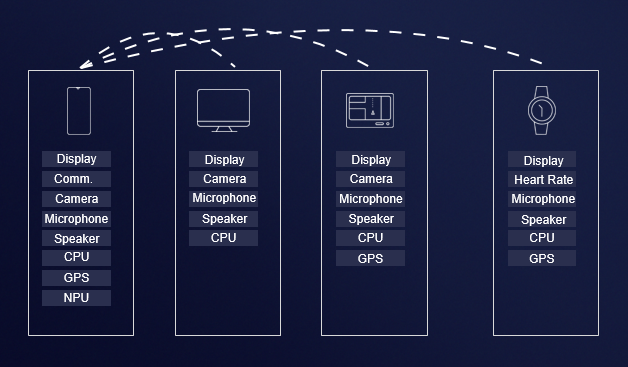 Display
Comm.
Camera
Microphone
Speaker
CPU
GPS
NPU
Display
Camera
Microphone
Speaker
CPU
Display
Camera
Microphone
Speaker
CPU
GPS
Display
Heart Rate
Microphone
Speaker
CPU
GPS